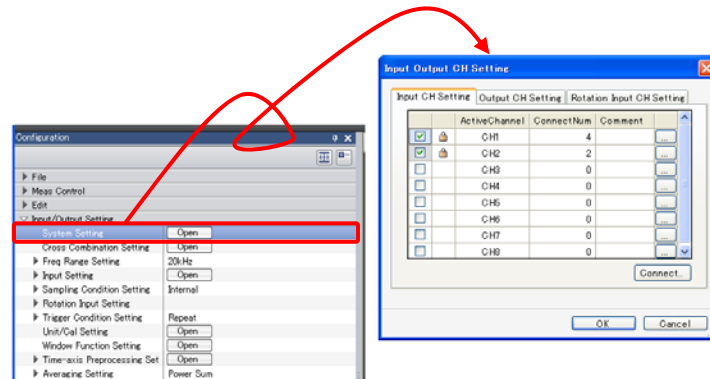 Input Output CH Setting
Input CH Setting Output CH Setting Rotation Input CH Setting
ActiveChannel ConnectNum Comment
CH1 4 ...
CH2 2 ...
CH3 0 ...
CH4 0 ...
CH5 0 ...
CH6 0 ...
CH7 0 ...
CH8 0 ...
Connect..
OK Cancel
Configuration
File
Meas Control
Edit
Input/Output Setting
System Setting Open
Cross Combination Setting Open
Freq Range Setting 20kHz
Input Setting Open
Sampling Condition Setting Internal
Rotation Input Setting
Trigger Condition Setting Repeat
Unit/Cal Setting Open
Window Function Setting Open
Time-axis Preprocessing Set Open
Averaging Setting Power Sum